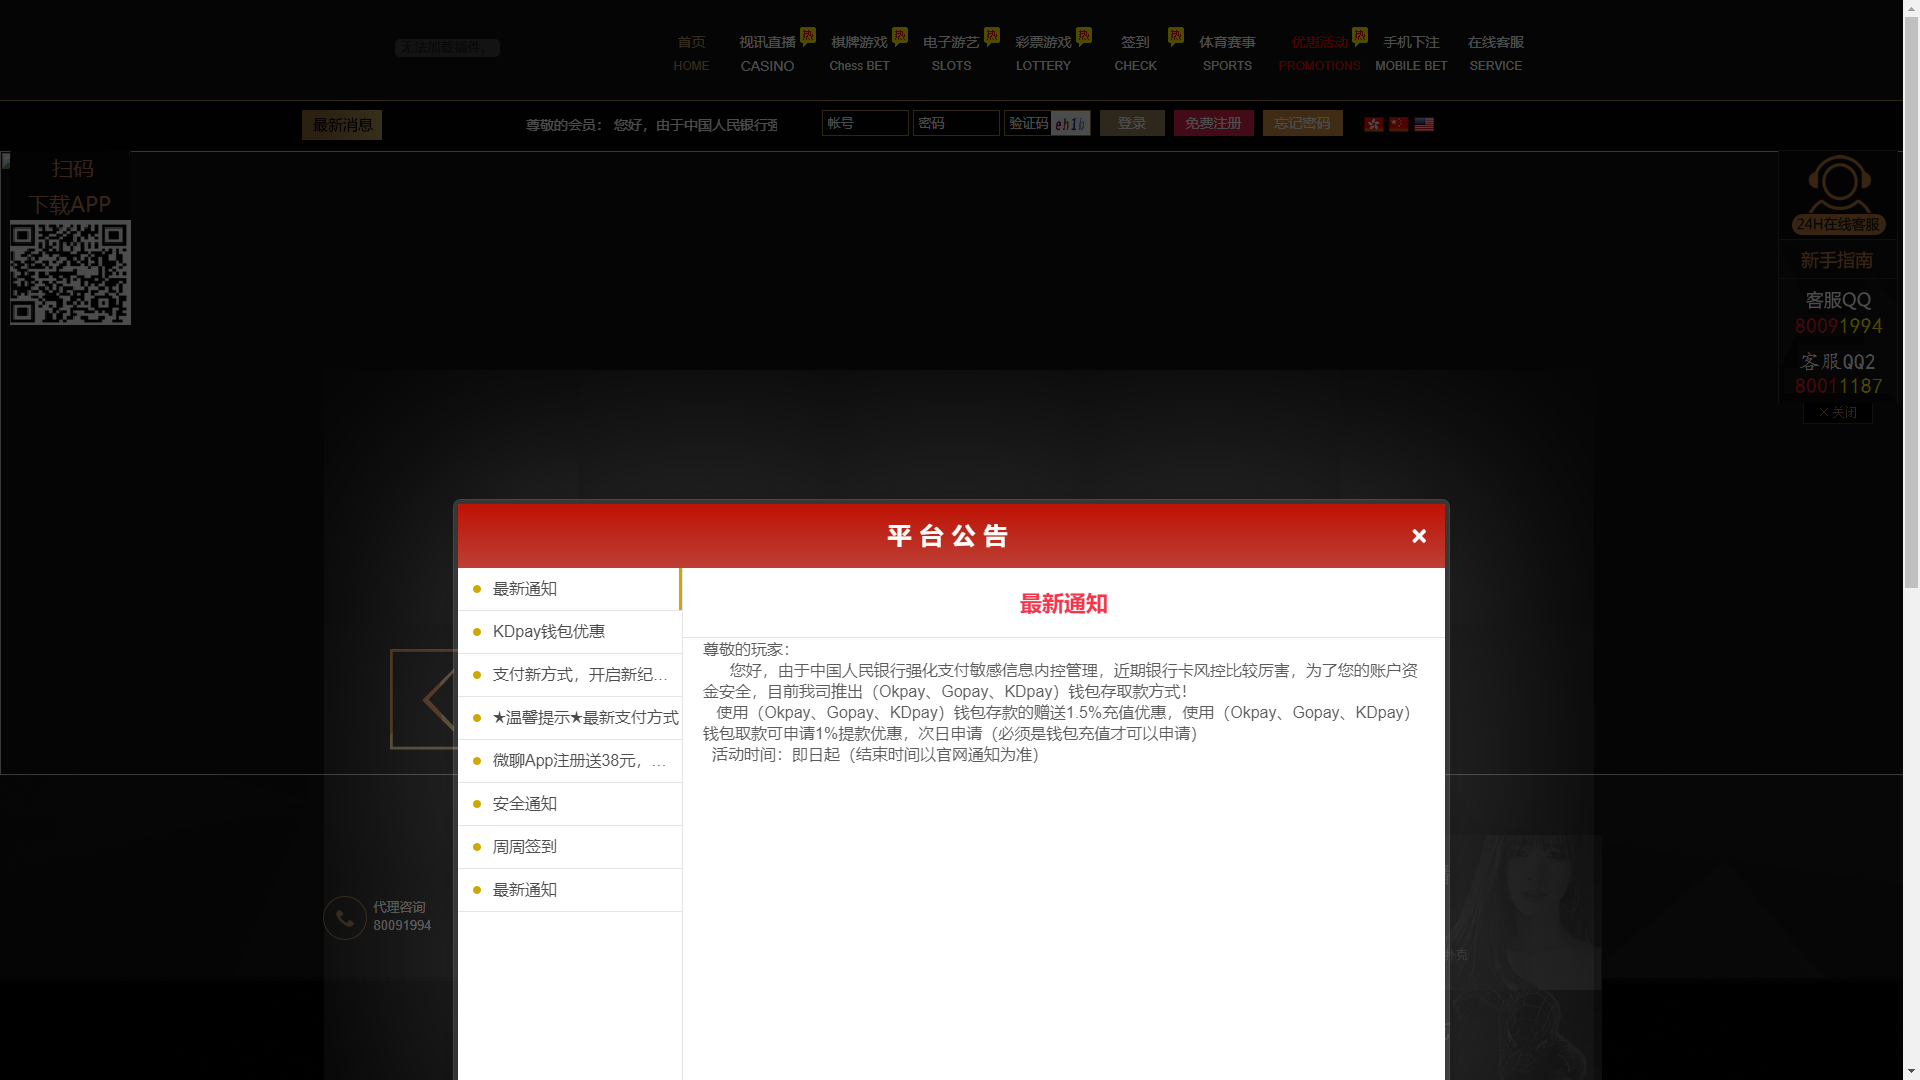 无法加载插件。
首页
HOME
视讯直播 热
CASINO
棋牌游戏 热
Chess BET
电子游艺 热
SLOTS
彩票游戏 热
LOTTERY
签到 热
CHECK
体育赛事
SPORTS
优惠活动 热
PROMOTIONS
手机下注
MOBILE BET
在线客服
SERVICE
最新消息
尊敬的会员： 您好，由于中国人民银行强
帐号
密码
验证码
eh1b
登录
免费注册
忘记密码
扫码
下载APP
24H在线客服
新手指南
客服QQ
80091994
客服QQ2
80011187
× 关闭
平台公告
×
最新通知
KDpay钱包优惠
支付新方式，开启新纪…
★温馨提示★最新支付方式
微聊App注册送38元，…
安全通知
周周签到
最新通知
最新通知
尊敬的玩家：
您好，由于中国人民银行强化支付敏感信息内控管理，近期银行卡风控比较厉害，为了您的账户资
金安全，目前我司推出（Okpay、Gopay、KDpay）钱包存取款方式！
使用（Okpay、Gopay、KDpay）钱包存款的赠送1.5%充值优惠，使用（Okpay、Gopay、KDpay）
钱包取款可申请1%提款优惠，次日申请（必须是钱包充值才可以申请）
活动时间：即日起（结束时间以官网通知为准）
代理咨询
80091994